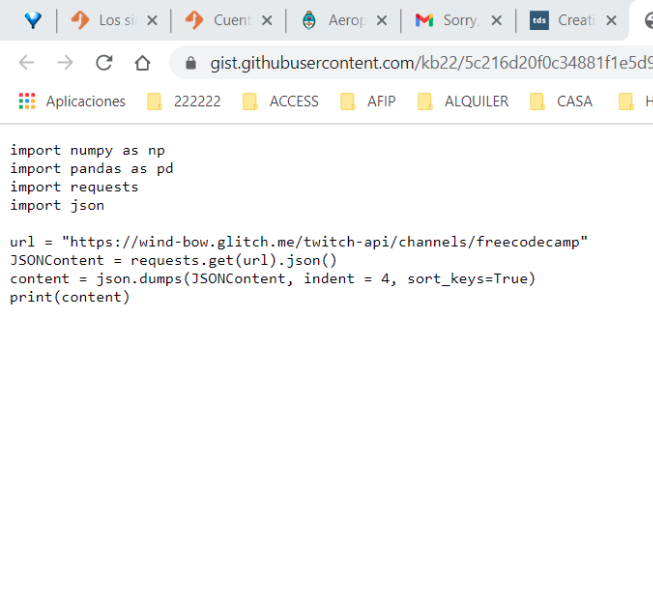 Los si
Cuent
Aerop
Sorry,
tds
Creati
gist.githubusercontent.com/kb22/5c216d20f0c34881f1e5d9
Aplicaciones
222222
ACCESS
AFIP
ALQUILER
CASA
H
import numpy as np
import pandas as pd
import requests
import json
url = "https://wind-bow.glitch.me/twitch-api/channels/freecodecamp"
JSONContent = requests.get(url).json()
content = json.dumps(JSONContent, indent = 4, sort_keys=True)
print(content)